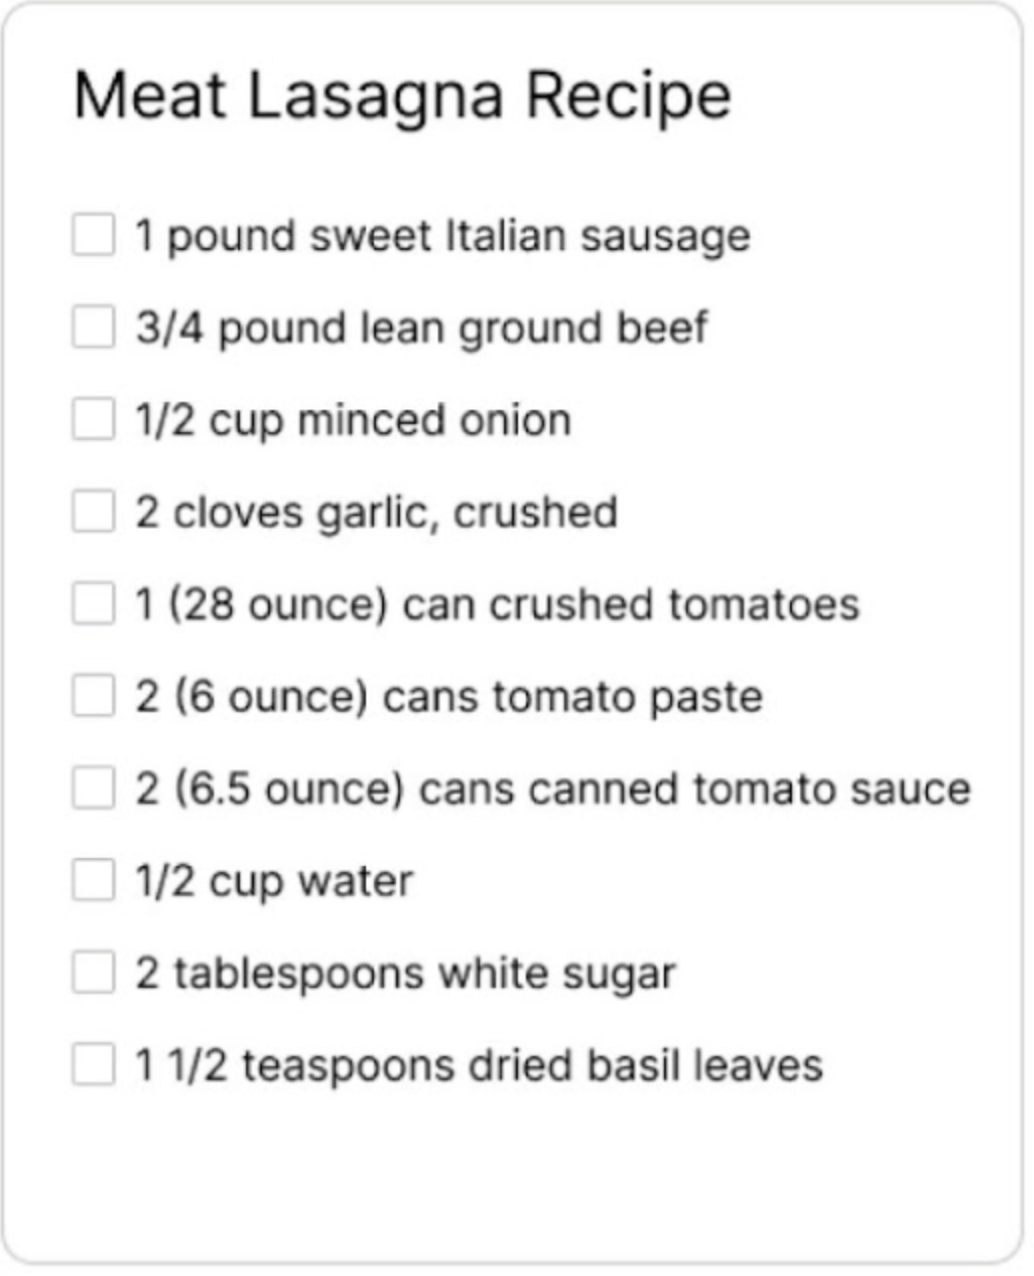 Meat Lasagna Recipe
1 pound sweet Italian sausage
3/4 pound lean ground beef
1/2 cup minced onion
2 cloves garlic, crushed
1 (28 ounce) can crushed tomatoes
2 (6 ounce) cans tomato paste
2 (6.5 ounce) cans canned tomato sauce
1/2 cup water
2 tablespoons white sugar
1 1/2 teaspoons dried basil leaves